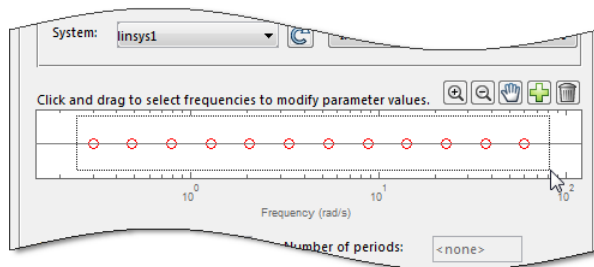 System: linsys1
Click and drag to select frequencies to modify parameter values.
10^0 10^1 10^2
Frequency (rad/s)
Number of periods: <none>